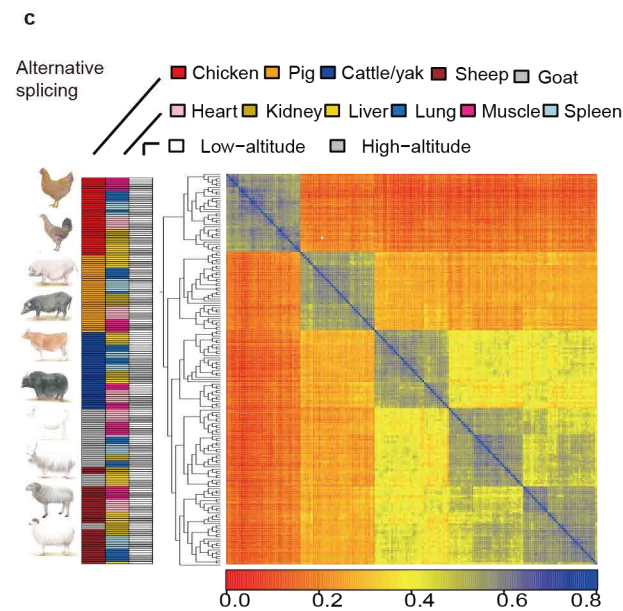 c
Alternative
splicing
Chicken Pig Cattle/yak Sheep Goat
Heart Kidney Liver Lung Muscle Spleen
Low−altitude High−altitude
0.0 0.2 0.4 0.6 0.8